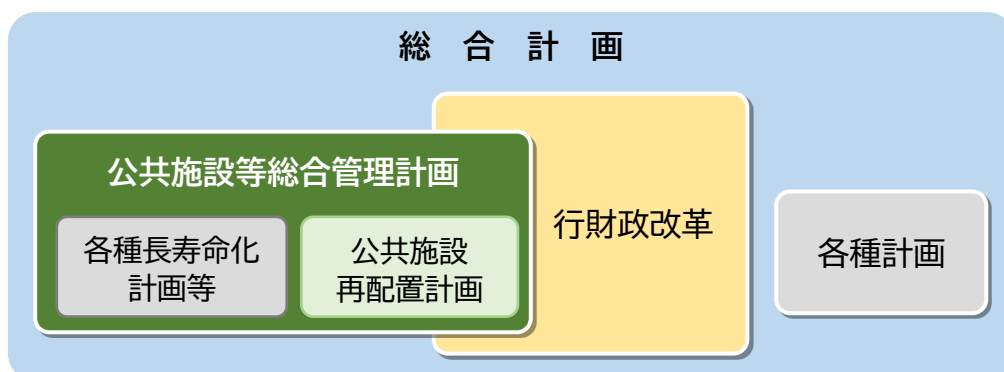 総合計画
公共施設等総合管理計画
各種長寿命化
計画等
公共施設
再配置計画
行財政改革
各種計画